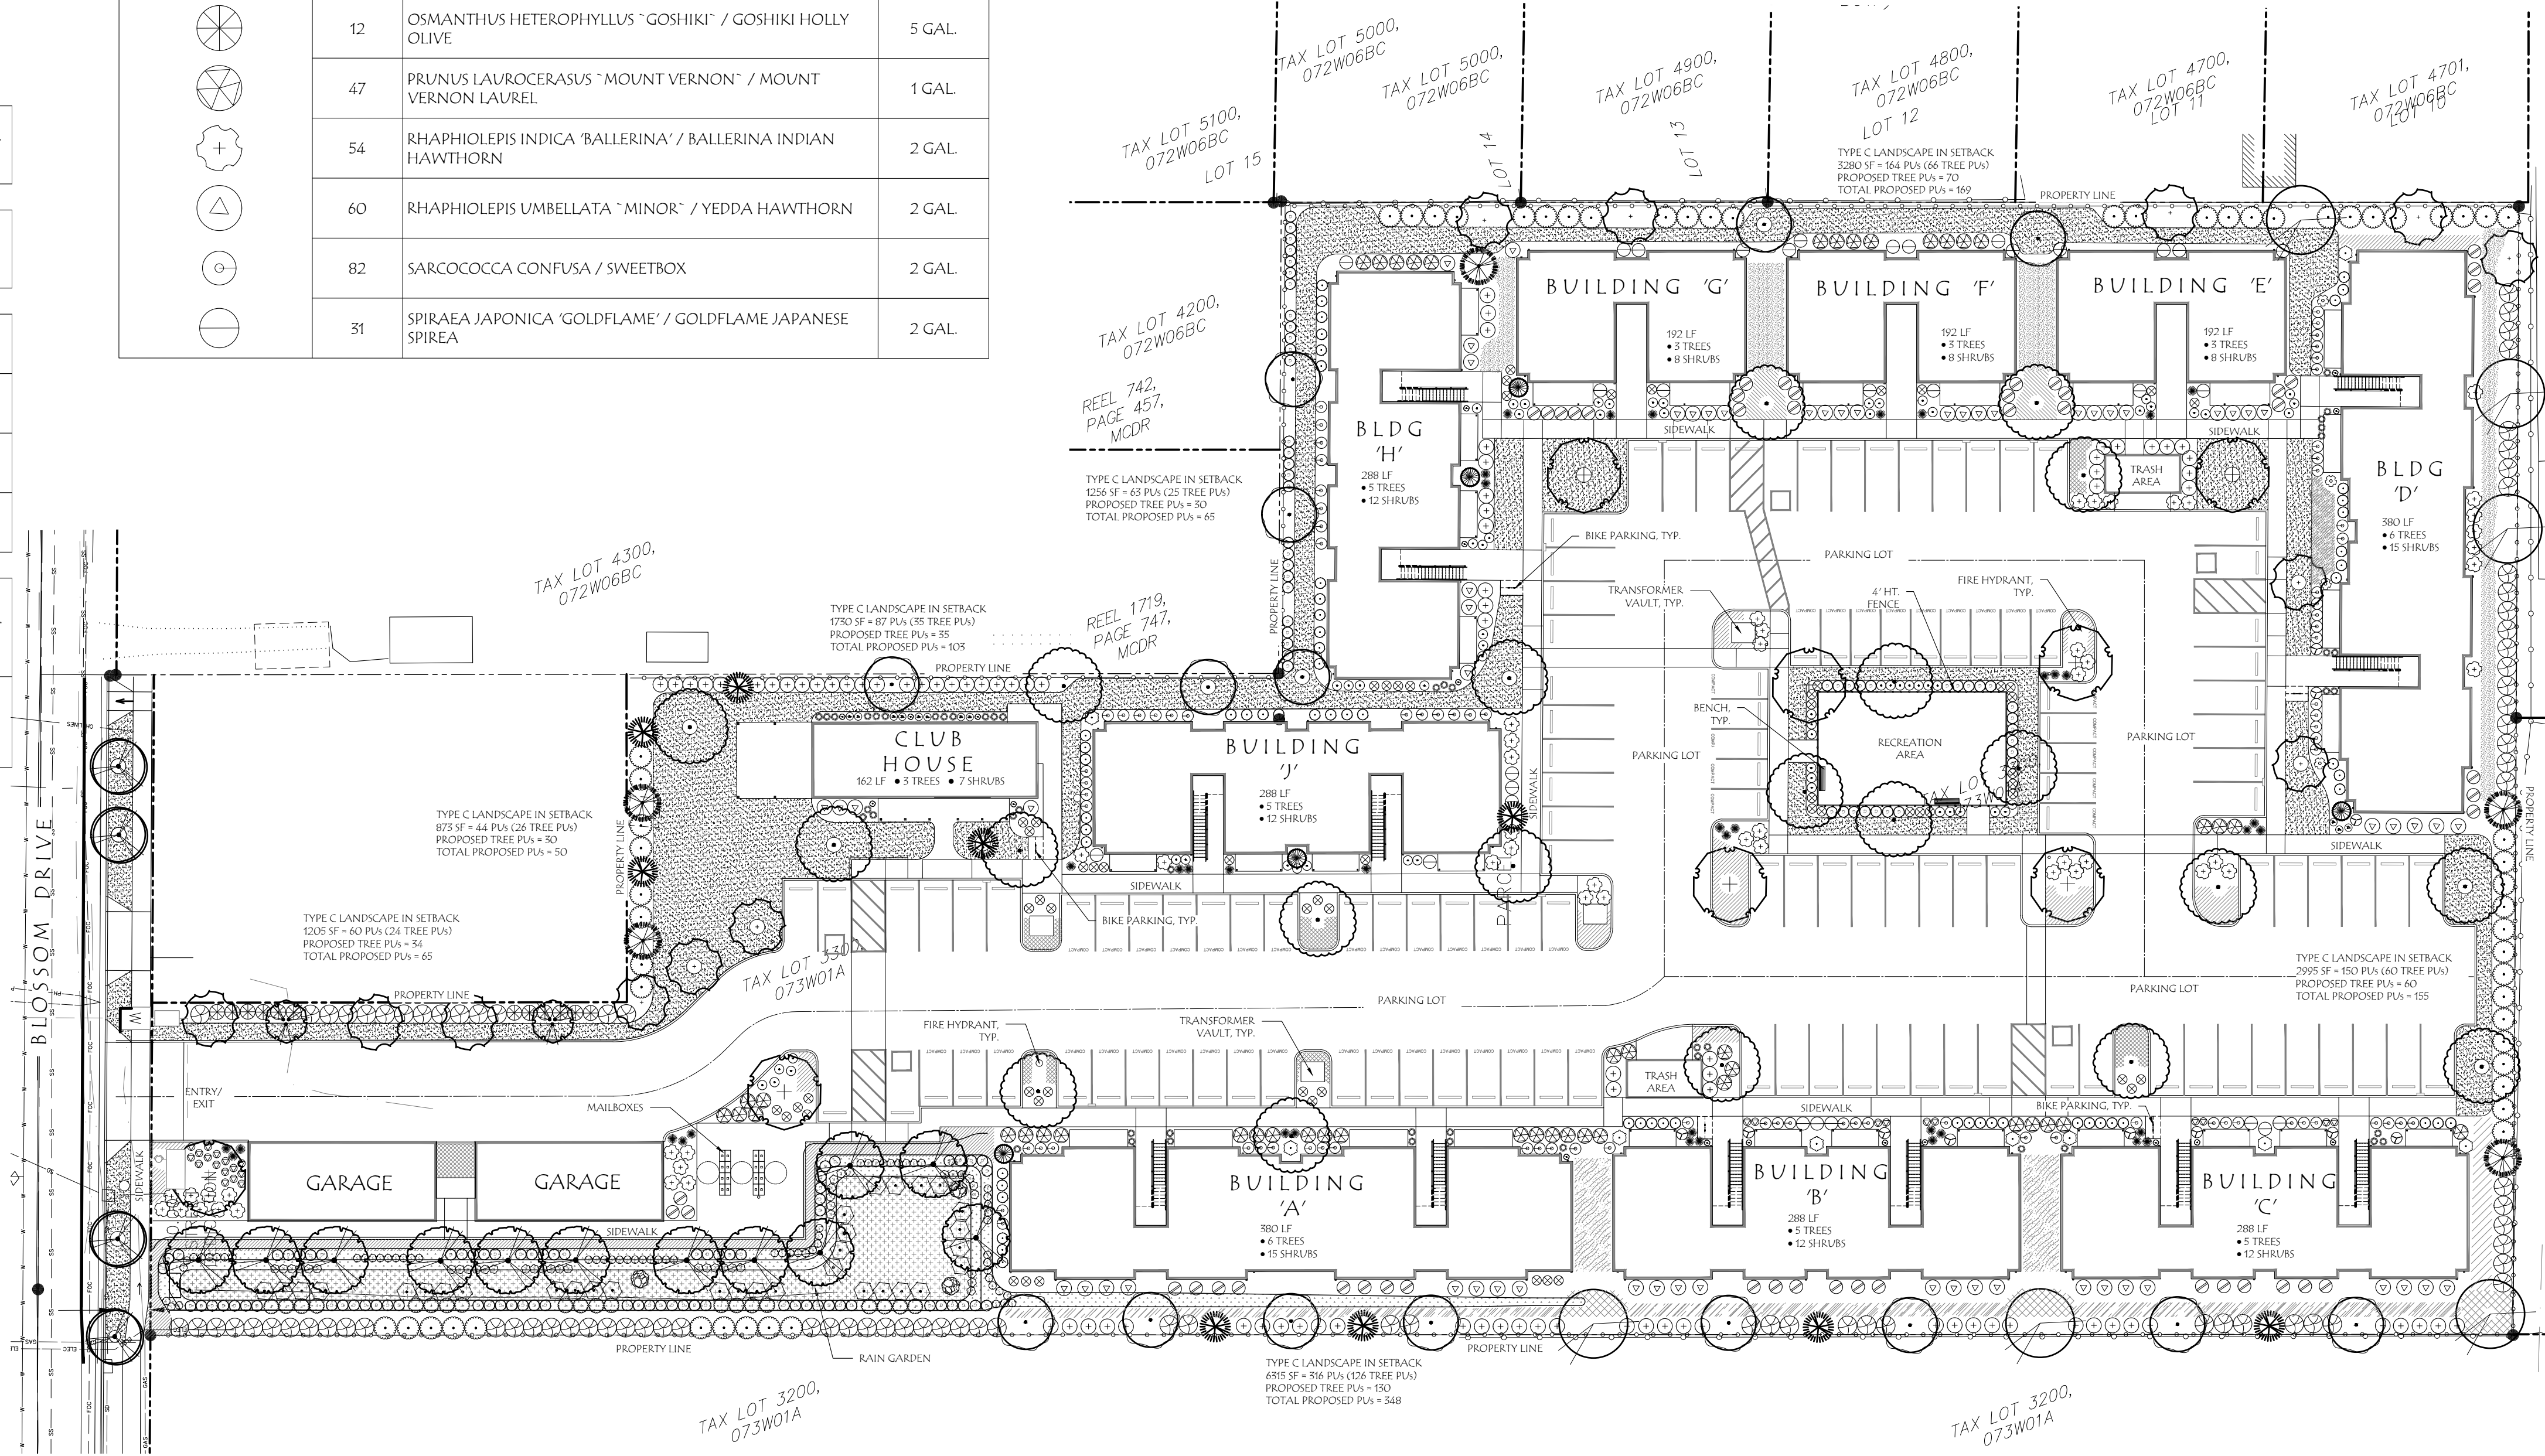 12
OSMANTHUS HETEROPHYLLUS `GOSHIKI` / GOSHIKI HOLLY
OLIVE
5 GAL.
47
PRUNUS LAUROCERASUS `MOUNT VERNON` / MOUNT
VERNON LAUREL
1 GAL.
54
RHAPHIOLEPIS INDICA 'BALLERINA' / BALLERINA INDIAN
HAWTHORN
2 GAL.
60
RHAPHIOLEPIS UMBELLATA `MINOR` / YEDDA HAWTHORN
2 GAL.
82
SARCOCOCCA CONFUSA / SWEETBOX
2 GAL.
31
SPIRAEA JAPONICA 'GOLDFLAME' / GOLDFLAME JAPANESE
SPIREA
2 GAL.
TAX LOT 5000,
072W06BC
TAX LOT 5000,
072W06BC
TAX LOT 4900,
072W06BC
TAX LOT 4800,
072W06BC
TAX LOT 4700,
072W06BC
TAX LOT 4701,
072W06BC
TAX LOT 5100,
072W06BC
LOT 15
LOT 14
LOT 13
LOT 12
LOT 11
LOT 10
TYPE C LANDSCAPE IN SETBACK
3280 SF = 164 PUs (66 TREE PUs)
PROPOSED TREE PUs = 70
TOTAL PROPOSED PUs = 169
PROPERTY LINE
BUILDING 'G'
192 LF
• 3 TREES
• 8 SHRUBS
BUILDING 'F'
192 LF
• 3 TREES
• 8 SHRUBS
BUILDING 'E'
192 LF
• 3 TREES
• 8 SHRUBS
TAX LOT 4200,
072W06BC
REEL 742,
PAGE 457,
MCDR
BLDG
'H'
288 LF
• 5 TREES
• 12 SHRUBS
SIDEWALK
SIDEWALK
TRASH
AREA
BLDG
'D'
380 LF
• 6 TREES
• 15 SHRUBS
TYPE C LANDSCAPE IN SETBACK
1256 SF = 63 PUs (25 TREE PUs)
PROPOSED TREE PUs = 30
TOTAL PROPOSED PUs = 65
PROPERTY LINE
BIKE PARKING, TYP.
PARKING LOT
TRANSFORMER
VAULT, TYP.
4' HT.
FENCE
FIRE HYDRANT,
TYP.
TAX LOT 4300,
072W06BC
TYPE C LANDSCAPE IN SETBACK
1730 SF = 87 PUs (35 TREE PUs)
PROPOSED TREE PUs = 35
TOTAL PROPOSED PUs = 103
REEL 1719,
PAGE 747,
MCDR
PROPERTY LINE
CLUB
HOUSE
162 LF • 3 TREES • 7 SHRUBS
BUILDING
'J'
288 LF
• 5 TREES
• 12 SHRUBS
BENCH,
TYP.
PARKING LOT
RECREATION
AREA
PARKING LOT
SIDEWALK
PROPERTY LINE
BLOSSOM DRIVE
TYPE C LANDSCAPE IN SETBACK
873 SF = 44 PUs (26 TREE PUs)
PROPOSED TREE PUs = 30
TOTAL PROPOSED PUs = 50
PROPERTY LINE
SIDEWALK
SIDEWALK
BIKE PARKING, TYP.
TYPE C LANDSCAPE IN SETBACK
1205 SF = 60 PUs (24 TREE PUs)
PROPOSED TREE PUs = 34
TOTAL PROPOSED PUs = 65
TAX LOT 3300,
073W01A
TYPE C LANDSCAPE IN SETBACK
2995 SF = 150 PUs (60 TREE PUs)
PROPOSED TREE PUs = 60
TOTAL PROPOSED PUs = 155
PROPERTY LINE
PARKING LOT
PARKING LOT
FIRE HYDRANT,
TYP.
TRANSFORMER
VAULT, TYP.
ENTRY/
EXIT
MAILBOXES
TRASH
AREA
SIDEWALK
BIKE PARKING, TYP.
SIDEWALK
GARAGE
GARAGE
SIDEWALK
BUILDING
'A'
380 LF
• 6 TREES
• 15 SHRUBS
BUILDING
'B'
288 LF
• 5 TREES
• 12 SHRUBS
BUILDING
'C'
288 LF
• 5 TREES
• 12 SHRUBS
PROPERTY LINE
RAIN GARDEN
PROPERTY LINE
TYPE C LANDSCAPE IN SETBACK
6315 SF = 316 PUs (126 TREE PUs)
PROPOSED TREE PUs = 130
TOTAL PROPOSED PUs = 348
TAX LOT 3200,
073W01A
TAX LOT 3200,
073W01A